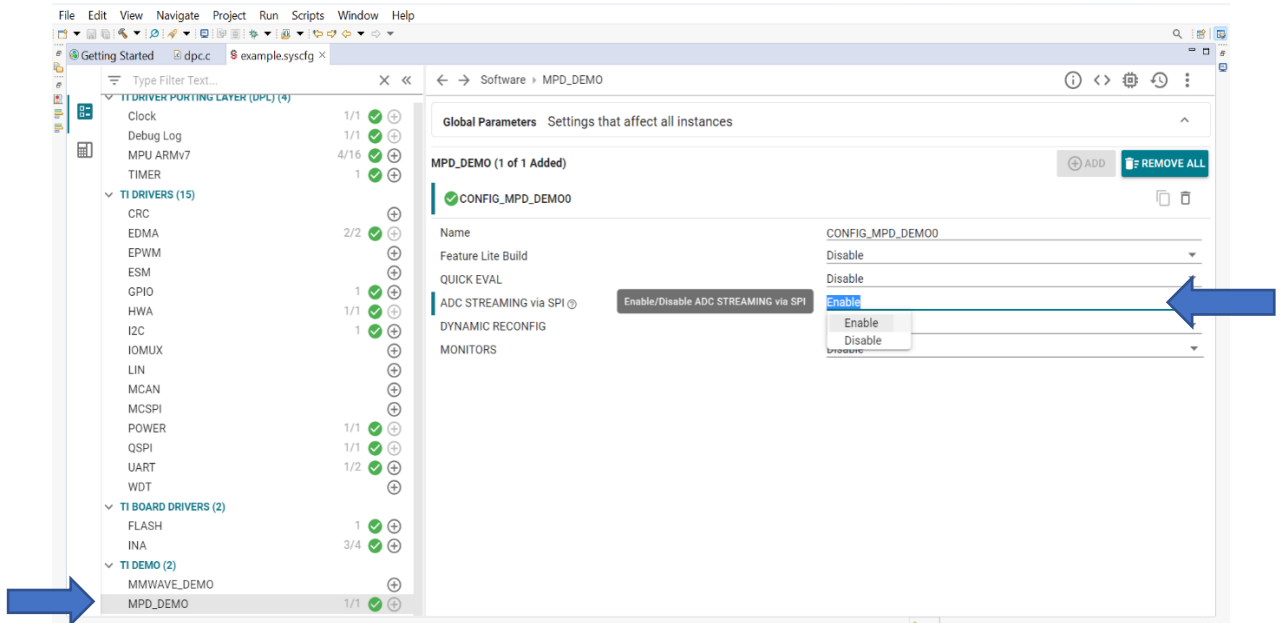 File Edit View Navigate Project Run Scripts Window Help
Getting Started dpc.c example.syscfg
Type Filter Text...
Software MPD_DEMO
TI DRIVER PORTING LAYER (DPL) (4)
Clock 1/1
Debug Log 1/1
MPU ARMv7 4/16
TIMER 1
TI DRIVERS (15)
CRC
EDMA 2/2
EPWM
ESM
GPIO 1
HWA 1/1
I2C 1
IOMUX
LIN
MCAN
MCSPI
POWER 1/1
QSPI 1/1
UART 1/2
WDT
TI BOARD DRIVERS (2)
FLASH 1
INA 3/4
TI DEMO (2)
MMWAVE_DEMO
MPD_DEMO 1/1
Global Parameters Settings that affect all instances
MPD_DEMO (1 of 1 Added)
ADD REMOVE ALL
CONFIG_MPD_DEMO0
Name CONFIG_MPD_DEMO0
Feature Lite Build Disable
QUICK EVAL Disable
ADC STREAMING via SPI Enable/Disable ADC STREAMING via SPI Enable
DYNAMIC RECONFIG Enable
Disable
MONITORS Disable